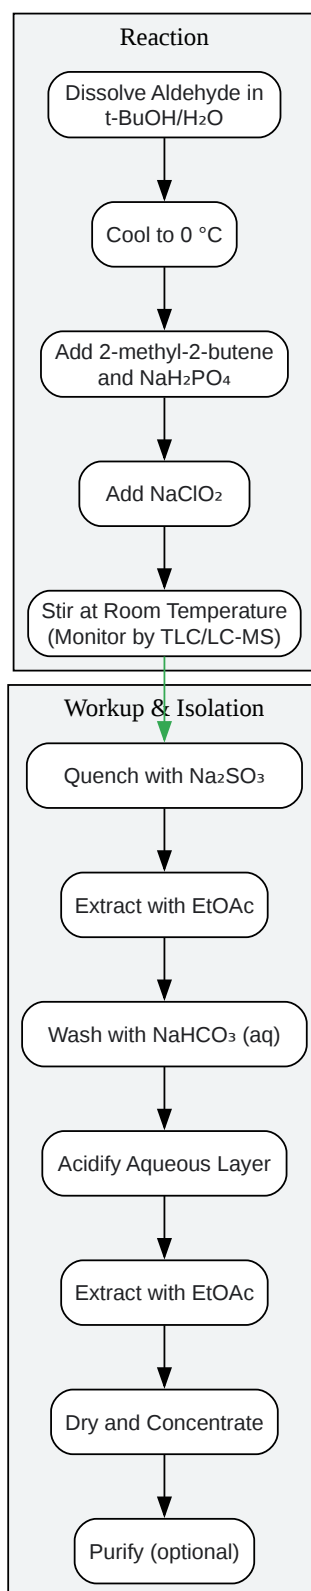 Reaction
Dissolve Aldehyde in
t-BuOH/H₂O
Cool to 0 °C
Add 2-methyl-2-butene
and NaH₂PO₄
Add NaClO₂
Stir at Room Temperature
(Monitor by TLC/LC-MS)
Workup & Isolation
Quench with Na₂SO₃
Extract with EtOAc
Wash with NaHCO₃ (aq)
Acidify Aqueous Layer
Extract with EtOAc
Dry and Concentrate
Purify (optional)